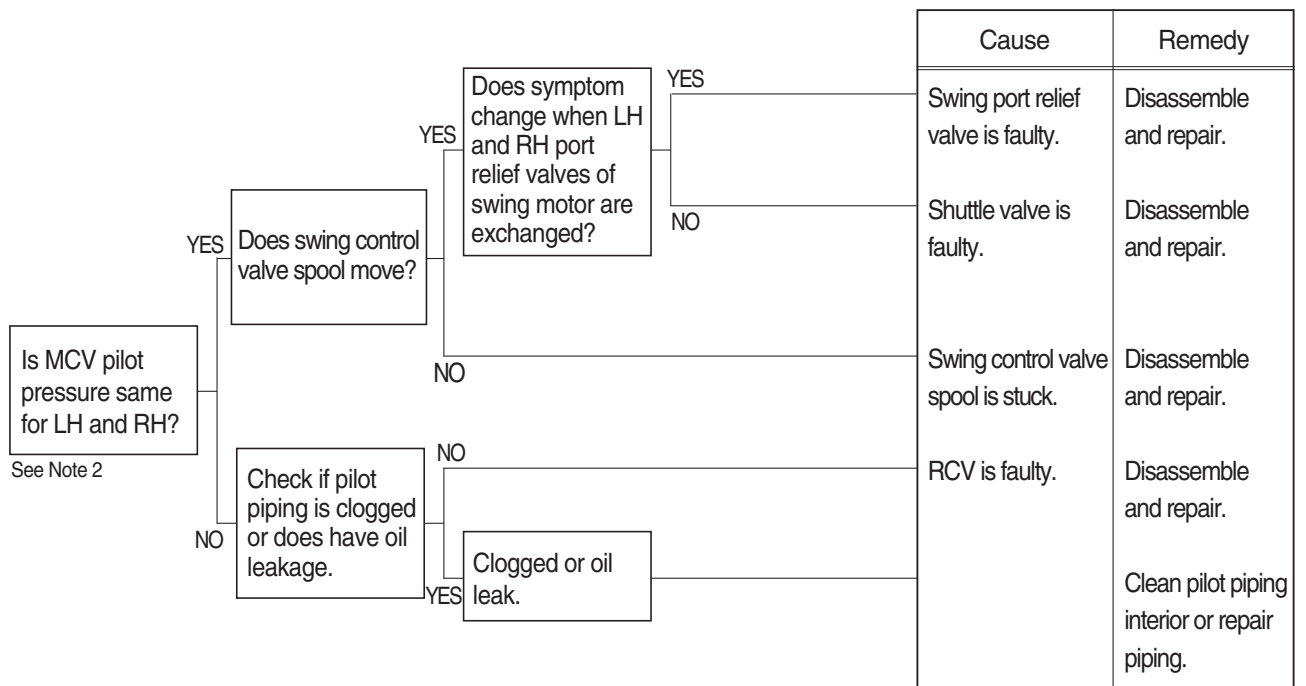 Is MCV pilot
pressure same
for LH and RH?
See Note 2
YES
Does swing control
valve spool move?
YES
Does symptom
change when LH
and RH port
relief valves of
swing motor are
exchanged?
YES
NO
NO
NO
Check if pilot
piping is clogged
or does have oil
leakage.
NO
YES
Clogged or oil
leak.
Cause
Remedy
Swing port relief
valve is faulty.
Disassemble
and repair.
Shuttle valve is
faulty.
Disassemble
and repair.
Swing control valve
spool is stuck.
Disassemble
and repair.
RCV is faulty.
Disassemble
and repair.
Clean pilot piping
interior or repair
piping.